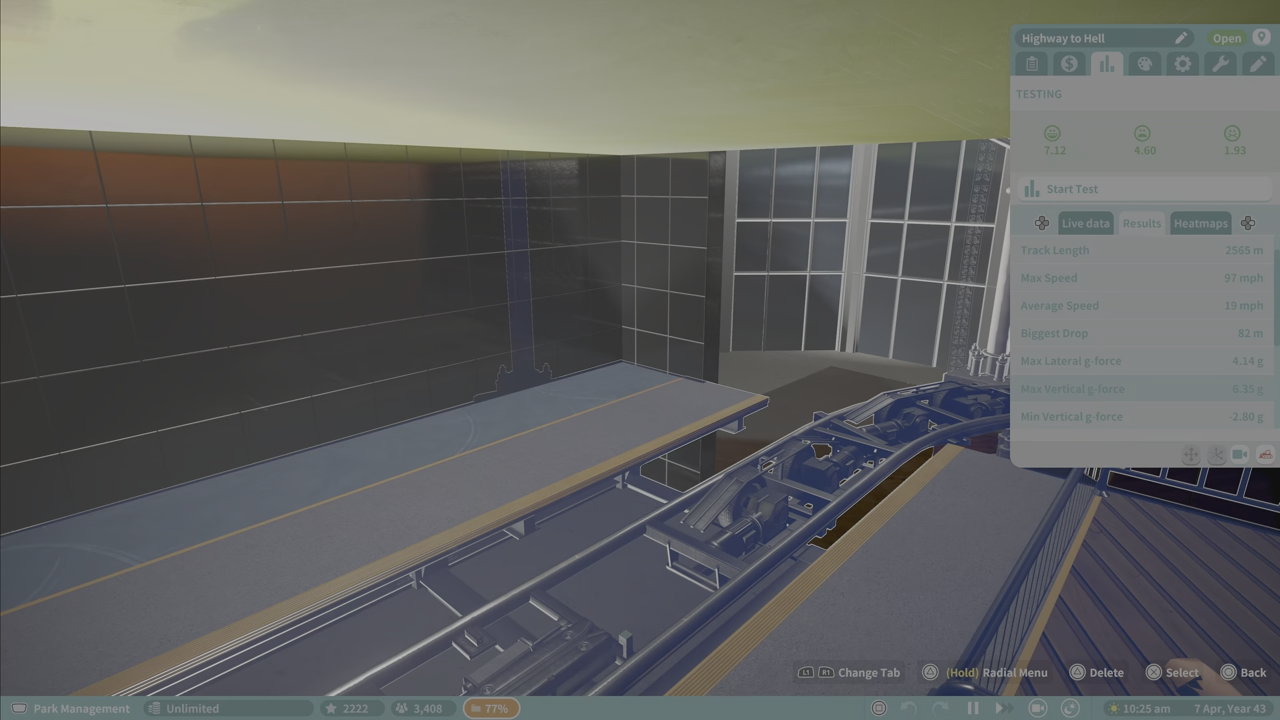 Highway to Hell
Open
TESTING
7.12 4.60 1.93
Start Test
Live data Results Heatmaps
Track Length 2565 m
Max Speed 97 mph
Average Speed 19 mph
Biggest Drop 82 m
Max Lateral g-force 4.14 g
Max Vertical g-force 6.35 g
Min Vertical g-force -2.80 g
L1 R1 Change Tab (Hold) Radial Menu Delete Select Back
Park Management Unlimited 2222 3,408 77% 10:25 am 7 Apr, Year 43